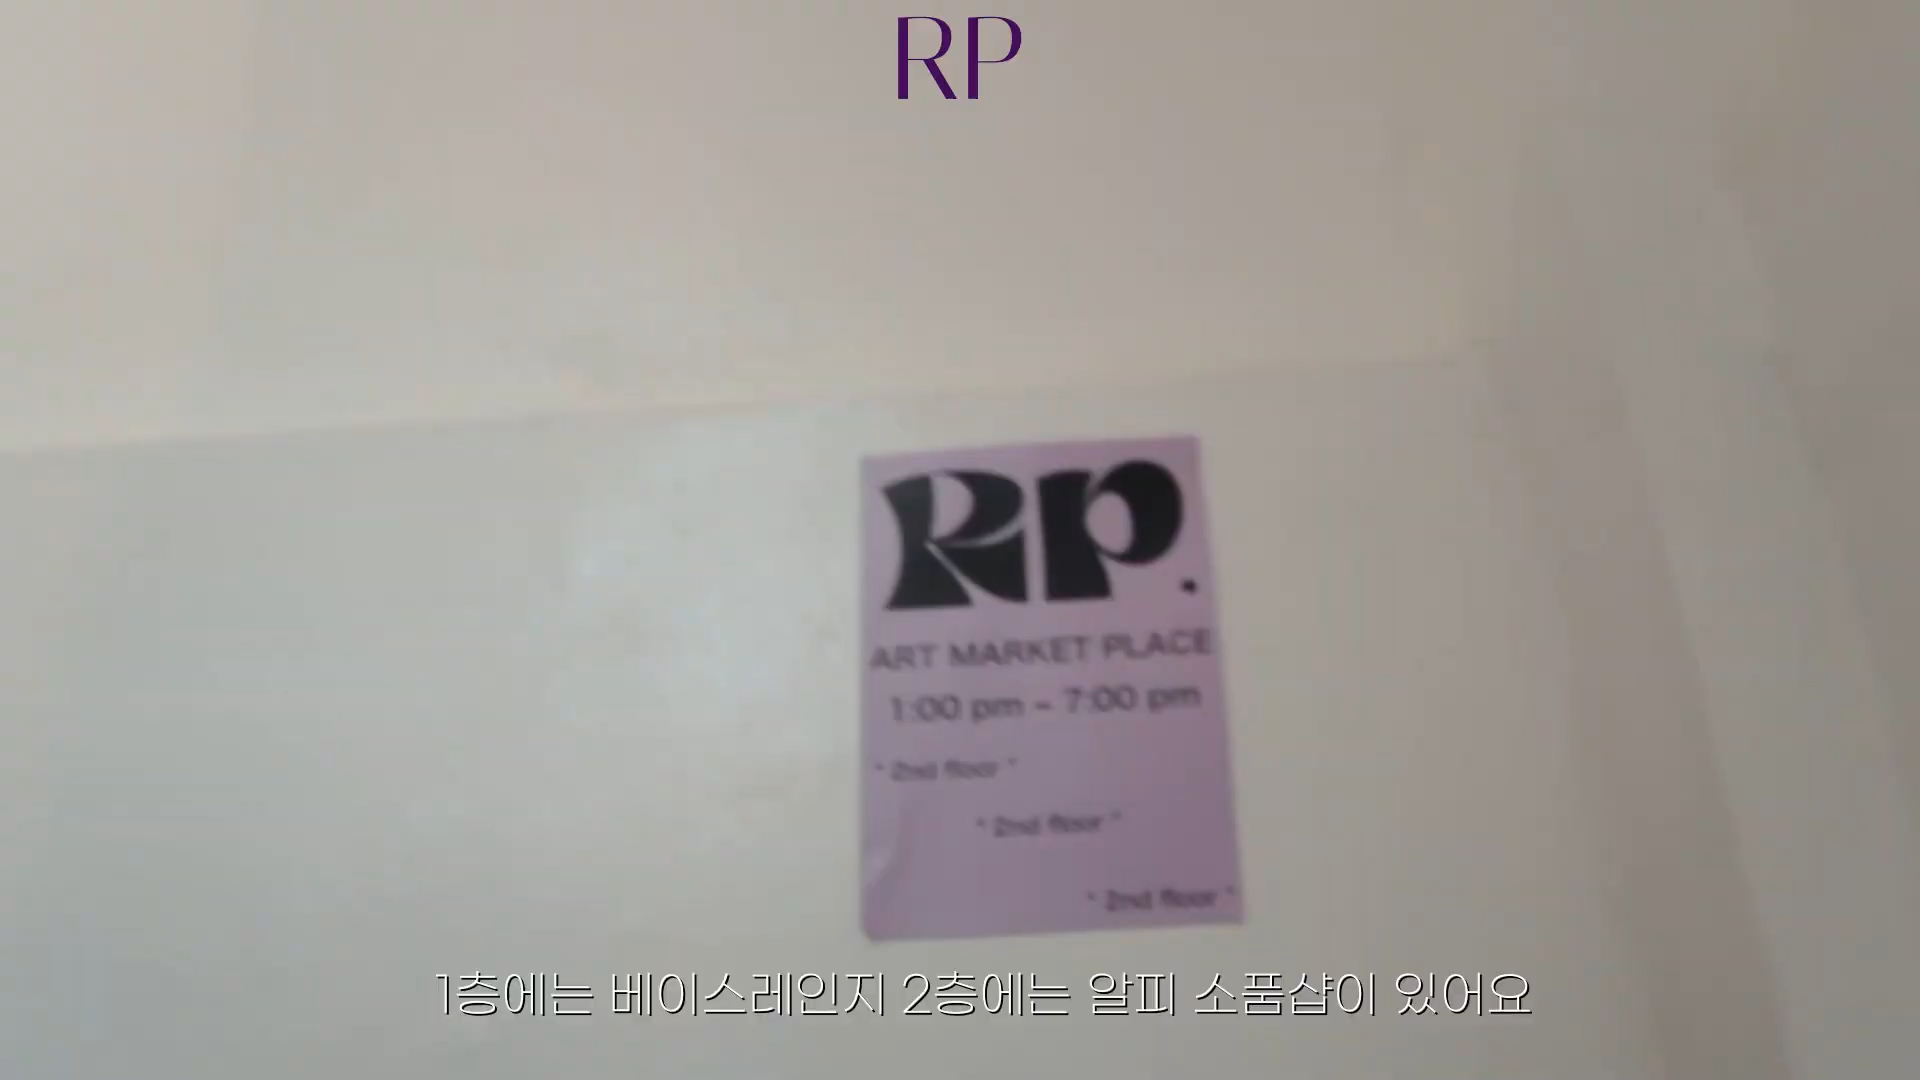 RP
RP.
ART MARKET PLACE
1:00 pm ~ 7:00 pm
" 2nd floor "
" 2nd floor "
" 2nd floor "
1층에는 베이스레인지 2층에는 알피 소품샵이 있어요